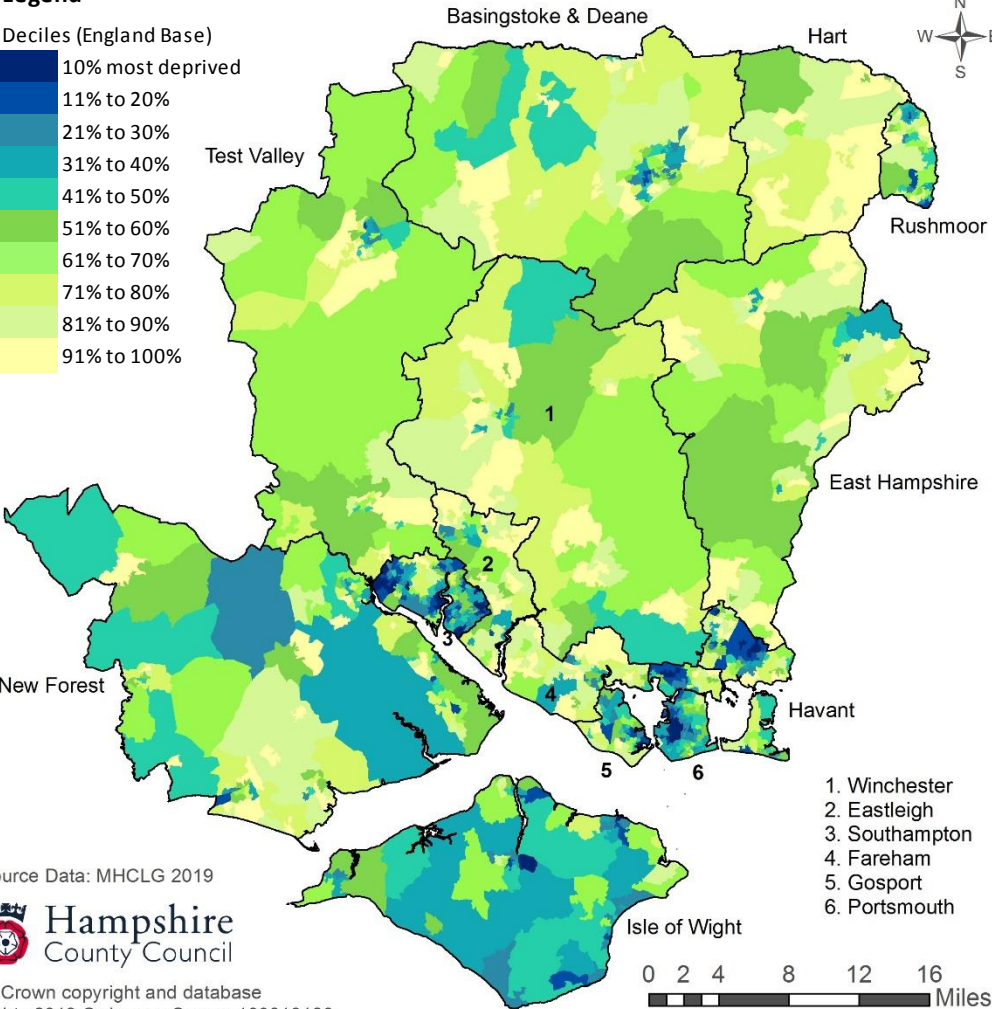 Legend
Deciles (England Base)
10% most deprived
11% to 20%
21% to 30%
31% to 40%
41% to 50%
51% to 60%
61% to 70%
71% to 80%
81% to 90%
91% to 100%
Basingstoke & Deane
Hart
N
W
E
S
Test Valley
Rushmoor
1
East Hampshire
2
3
New Forest
4
Havant
5
6
1. Winchester
2. Eastleigh
3. Southampton
4. Fareham
5. Gosport
6. Portsmouth
Isle of Wight
urce Data: MHCLG 2019
Hampshire
County Council
Crown copyright and database
0 2 4 8 12 16
Miles